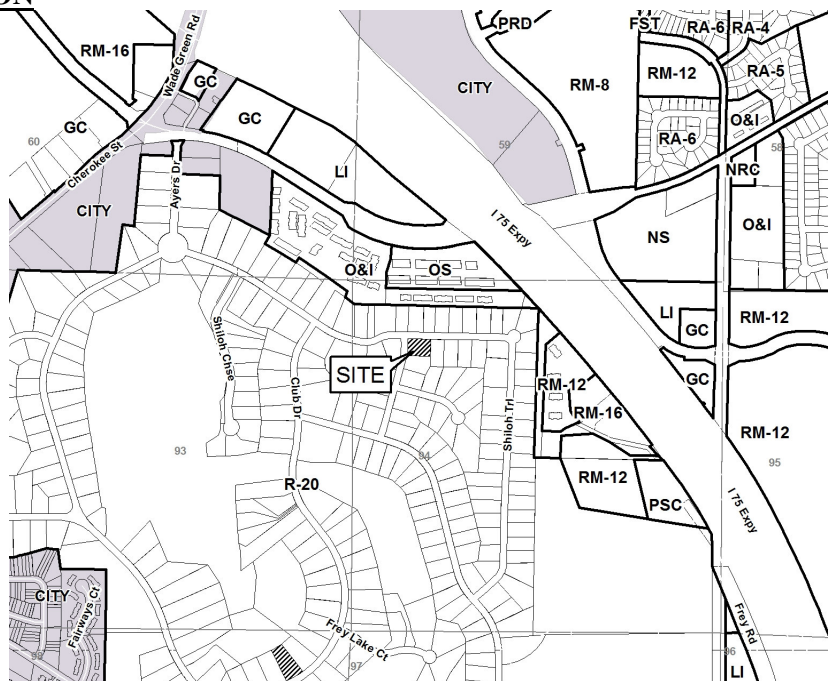 PRD
FST
RA-6
RA-4
RM-16
Wade Green Rd
GC
CITY
RM-8
RM-12
RA-5
GC
GC
60
59
O&I
RA-6
58
LI
Cherokee St
NRC
CITY
Ayers Dr
I 75 Expy
NS
O&I
O&I
OS
LI
GC
RM-12
Shiloh Chse
SITE
Club Dr
RM-12
RM-16
GC
Shiloh Trl
RM-12
93
94
95
R-20
RM-12
PSC
I 75 Expy
CITY
Fairways Ct
Frey Lake Ct
Frey Rd
98
97
96
LI